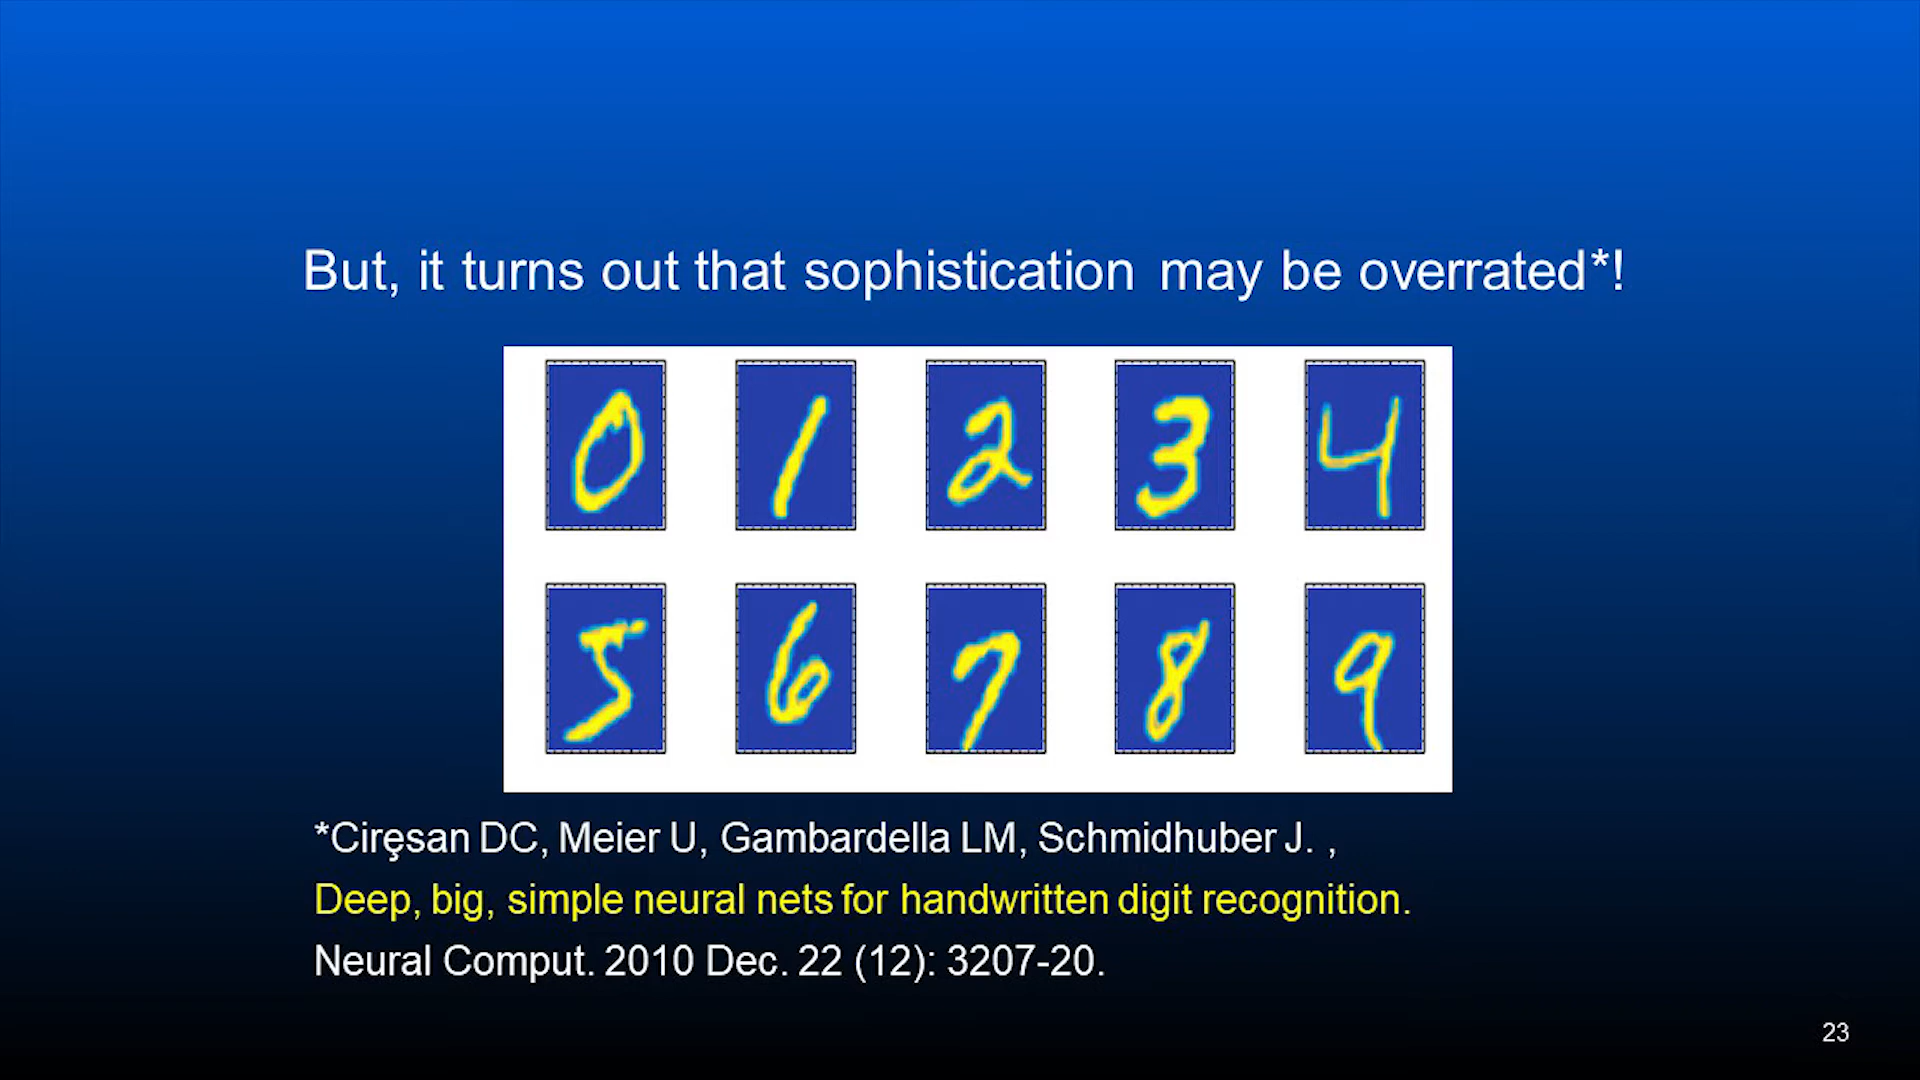 But, it turns out that sophistication may be overrated*!
0 1 2 3 4
5 6 7 8 9
*Cirȩsan DC, Meier U, Gambardella LM, Schmidhuber J. ,
Deep, big, simple neural nets for handwritten digit recognition.
Neural Comput. 2010 Dec. 22 (12): 3207-20.
23